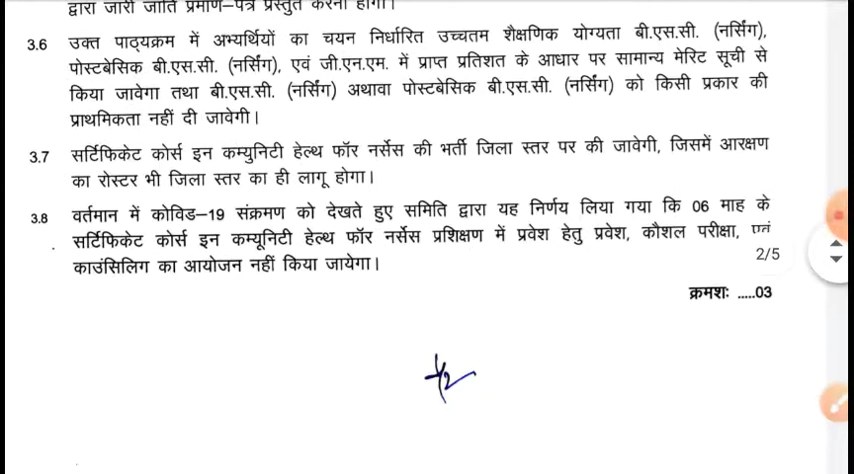 द्वारा जारी जाति प्रमाण–पत्र प्रस्तुत करना होगा।
3.6 उक्त पाठ्यक्रम में अभ्यर्थियों का चयन निर्धारित उच्चतम शैक्षणिक योग्यता बी.एस.सी. (नर्सिंग),
पोस्टबेसिक बी.एस.सी. (नर्सिंग), एवं जी.एन.एम. में प्राप्त प्रतिशत के आधार पर सामान्य मेरिट सूची से
किया जावेगा तथा बी.एस.सी. (नर्सिंग) अथवा पोस्टबेसिक बी.एस.सी. (नर्सिंग) को किसी प्रकार की
प्राथमिकता नहीं दी जावेगी।
3.7 सर्टिफिकेट कोर्स इन कम्युनिटी हेल्थ फॉर नर्सेस की भर्ती जिला स्तर पर की जावेगी, जिसमें आरक्षण
का रोस्टर भी जिला स्तर का ही लागू होगा।
3.8 वर्तमान में कोविड–19 संक्रमण को देखते हुए समिति द्वारा यह निर्णय लिया गया कि 06 माह के
सर्टिफिकेट कोर्स इन कम्यूनिटी हेल्थ फॉर नर्सेस प्रशिक्षण में प्रवेश हेतु प्रवेश, कौशल परीक्षा, एवं
काउंसिलिग का आयोजन नहीं किया जायेगा।
2/5
क्रमशः .....03